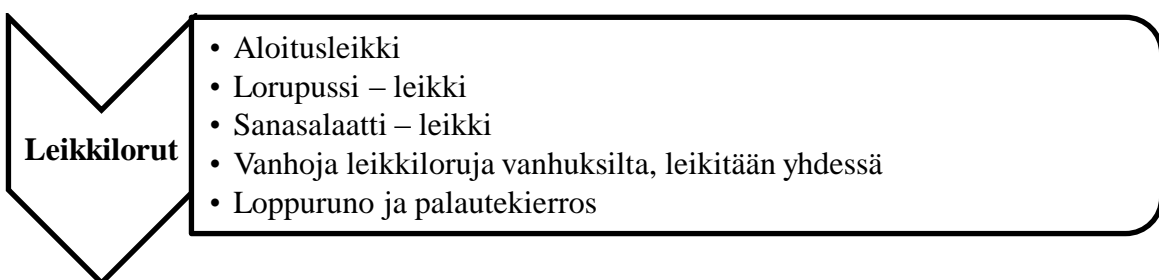 Leikkilorut
• Aloitusleikki
• Lorupussi – leikki
• Sanasalaatti – leikki
• Vanhoja leikkiloruja vanhuksilta, leikitään yhdessä
• Loppuruno ja palautekierros